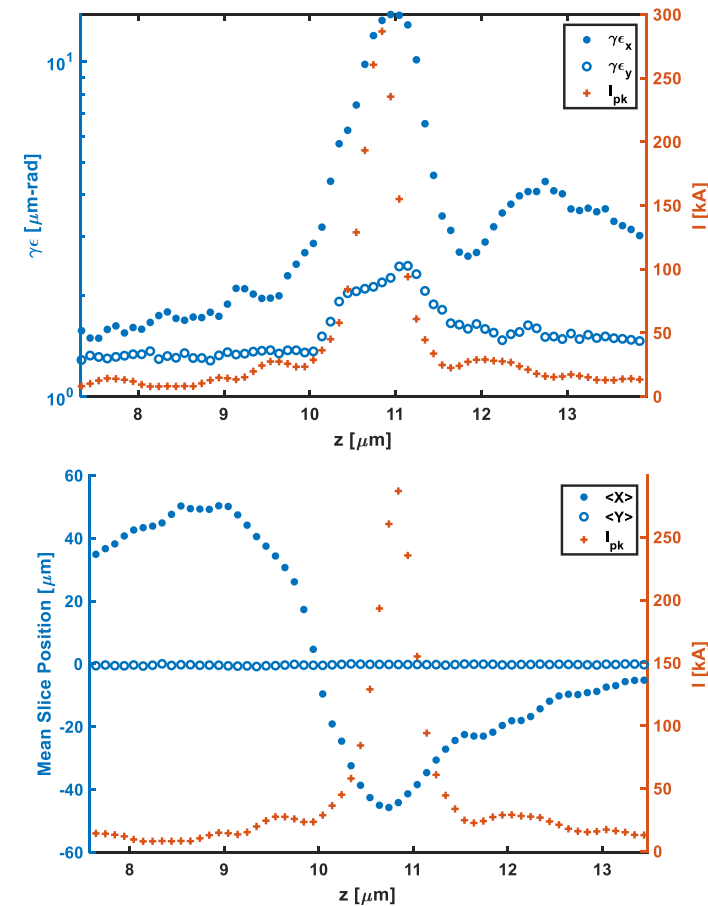 10¹
10⁰
γϵ [μm-rad]
γϵx
γϵy
Ipk
300
250
200
150
100
50
0
I [kA]
8 9 10 11 12 13
z [μm]
60
40
20
0
-20
-40
-60
Mean Slice Position [μm]
<X>
<Y>
Ipk
250
200
150
100
50
0
I [kA]
8 9 10 11 12 13
z [μm]